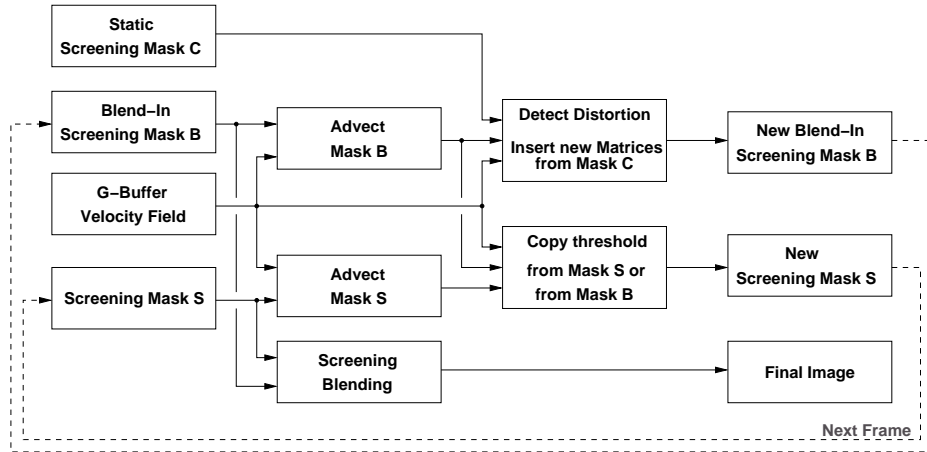 Static
Screening Mask C
Blend–In
Screening Mask B
G–Buffer
Velocity Field
Screening Mask S
Advect
Mask B
Advect
Mask S
Screening
Blending
Detect Distortion
Insert new Matrices
from Mask C
Copy threshold
from Mask S or
from Mask B
New Blend–In
Screening Mask B
New
Screening Mask S
Final Image
Next Frame